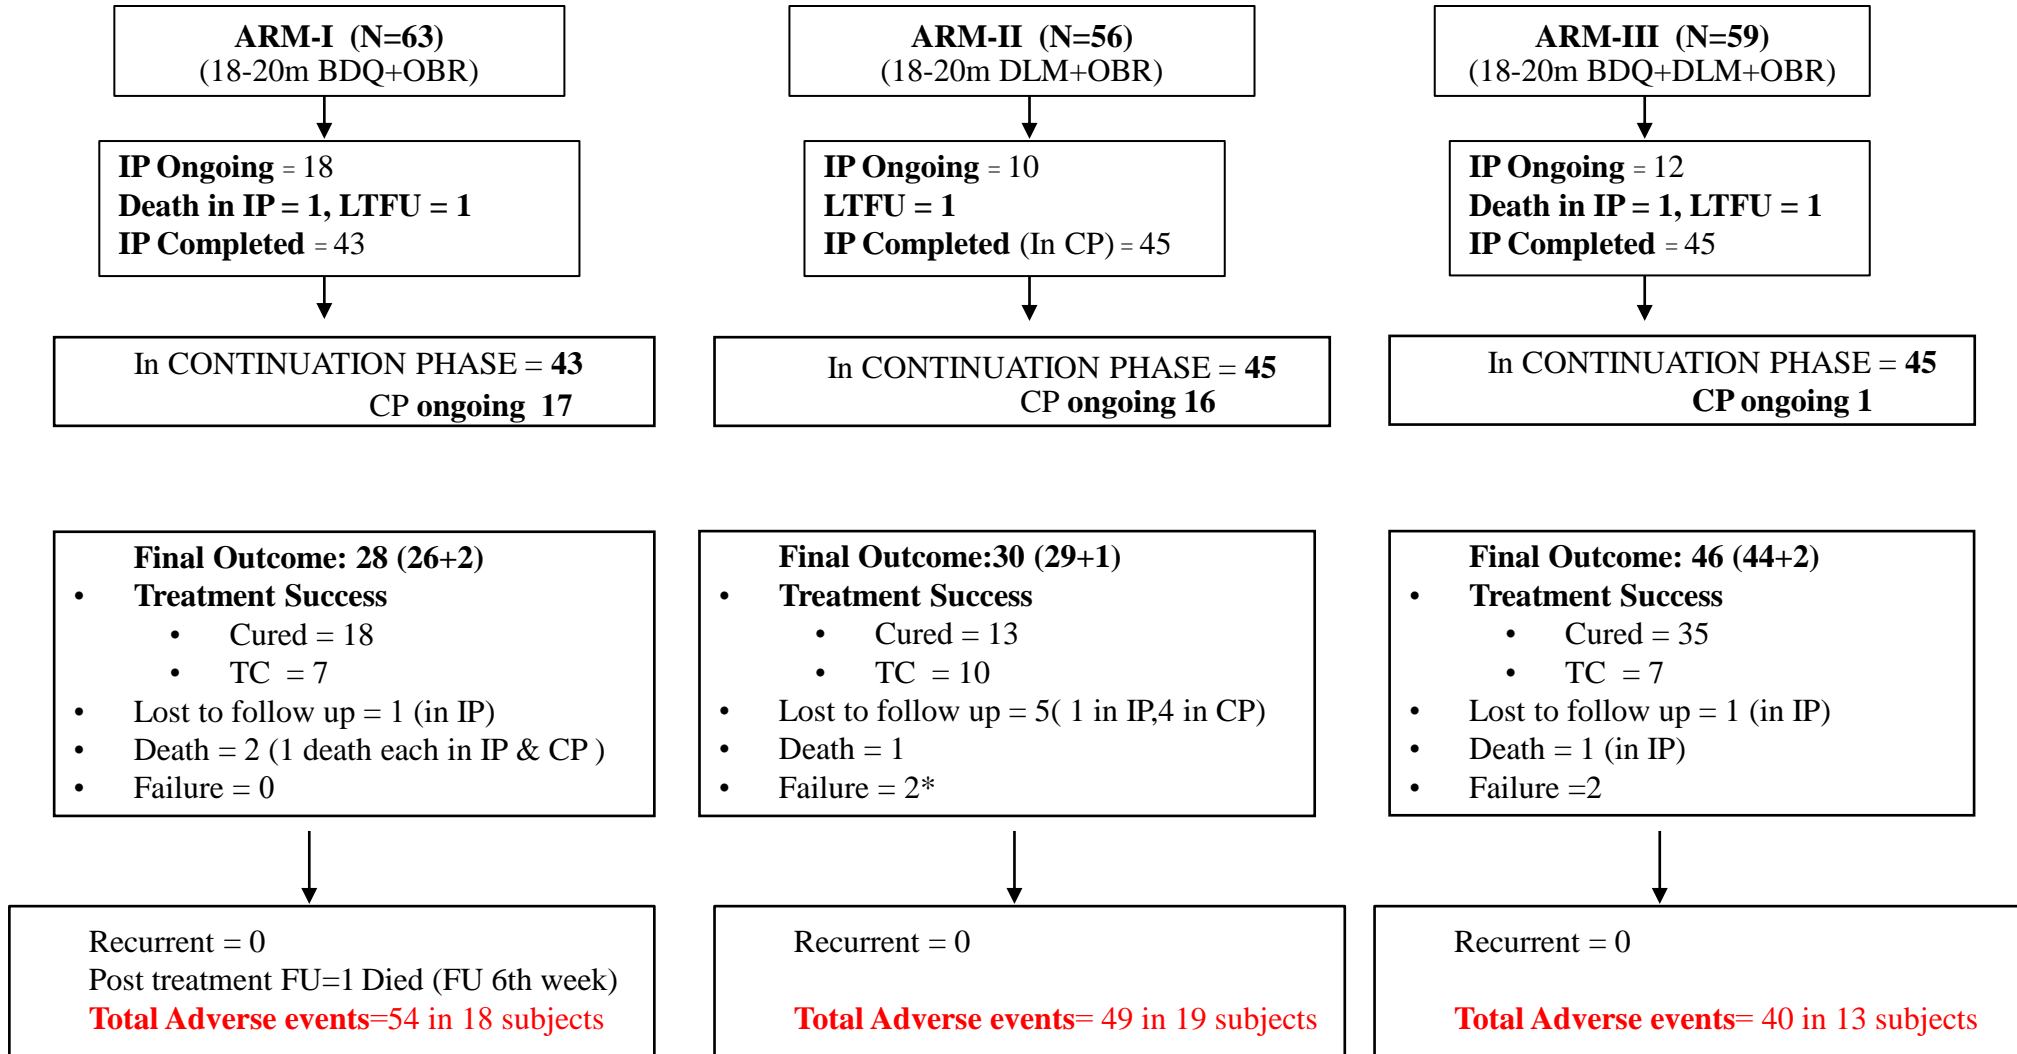 ARM-I (N=63)
(18-20m BDQ+OBR)
IP Ongoing = 18
Death in IP = 1, LTFU = 1
IP Completed = 43
In CONTINUATION PHASE = 43
CP ongoing 17
Final Outcome: 28 (26+2)
• Treatment Success
• Cured = 18
• TC = 7
• Lost to follow up = 1 (in IP)
• Death = 2 (1 death each in IP & CP )
• Failure = 0
Recurrent = 0
Post treatment FU=1 Died (FU 6th week)
Total Adverse events=54 in 18 subjects
ARM-II (N=56)
(18-20m DLM+OBR)
IP Ongoing = 10
LTFU = 1
IP Completed (In CP) = 45
In CONTINUATION PHASE = 45
CP ongoing 16
Final Outcome:30 (29+1)
• Treatment Success
• Cured = 13
• TC = 10
• Lost to follow up = 5( 1 in IP,4 in CP)
• Death = 1
• Failure = 2*
Recurrent = 0
Total Adverse events= 49 in 19 subjects
ARM-III (N=59)
(18-20m BDQ+DLM+OBR)
IP Ongoing = 12
Death in IP = 1, LTFU = 1
IP Completed = 45
In CONTINUATION PHASE = 45
CP ongoing 1
Final Outcome: 46 (44+2)
• Treatment Success
• Cured = 35
• TC = 7
• Lost to follow up = 1 (in IP)
• Death = 1 (in IP)
• Failure =2
Recurrent = 0
Total Adverse events= 40 in 13 subjects